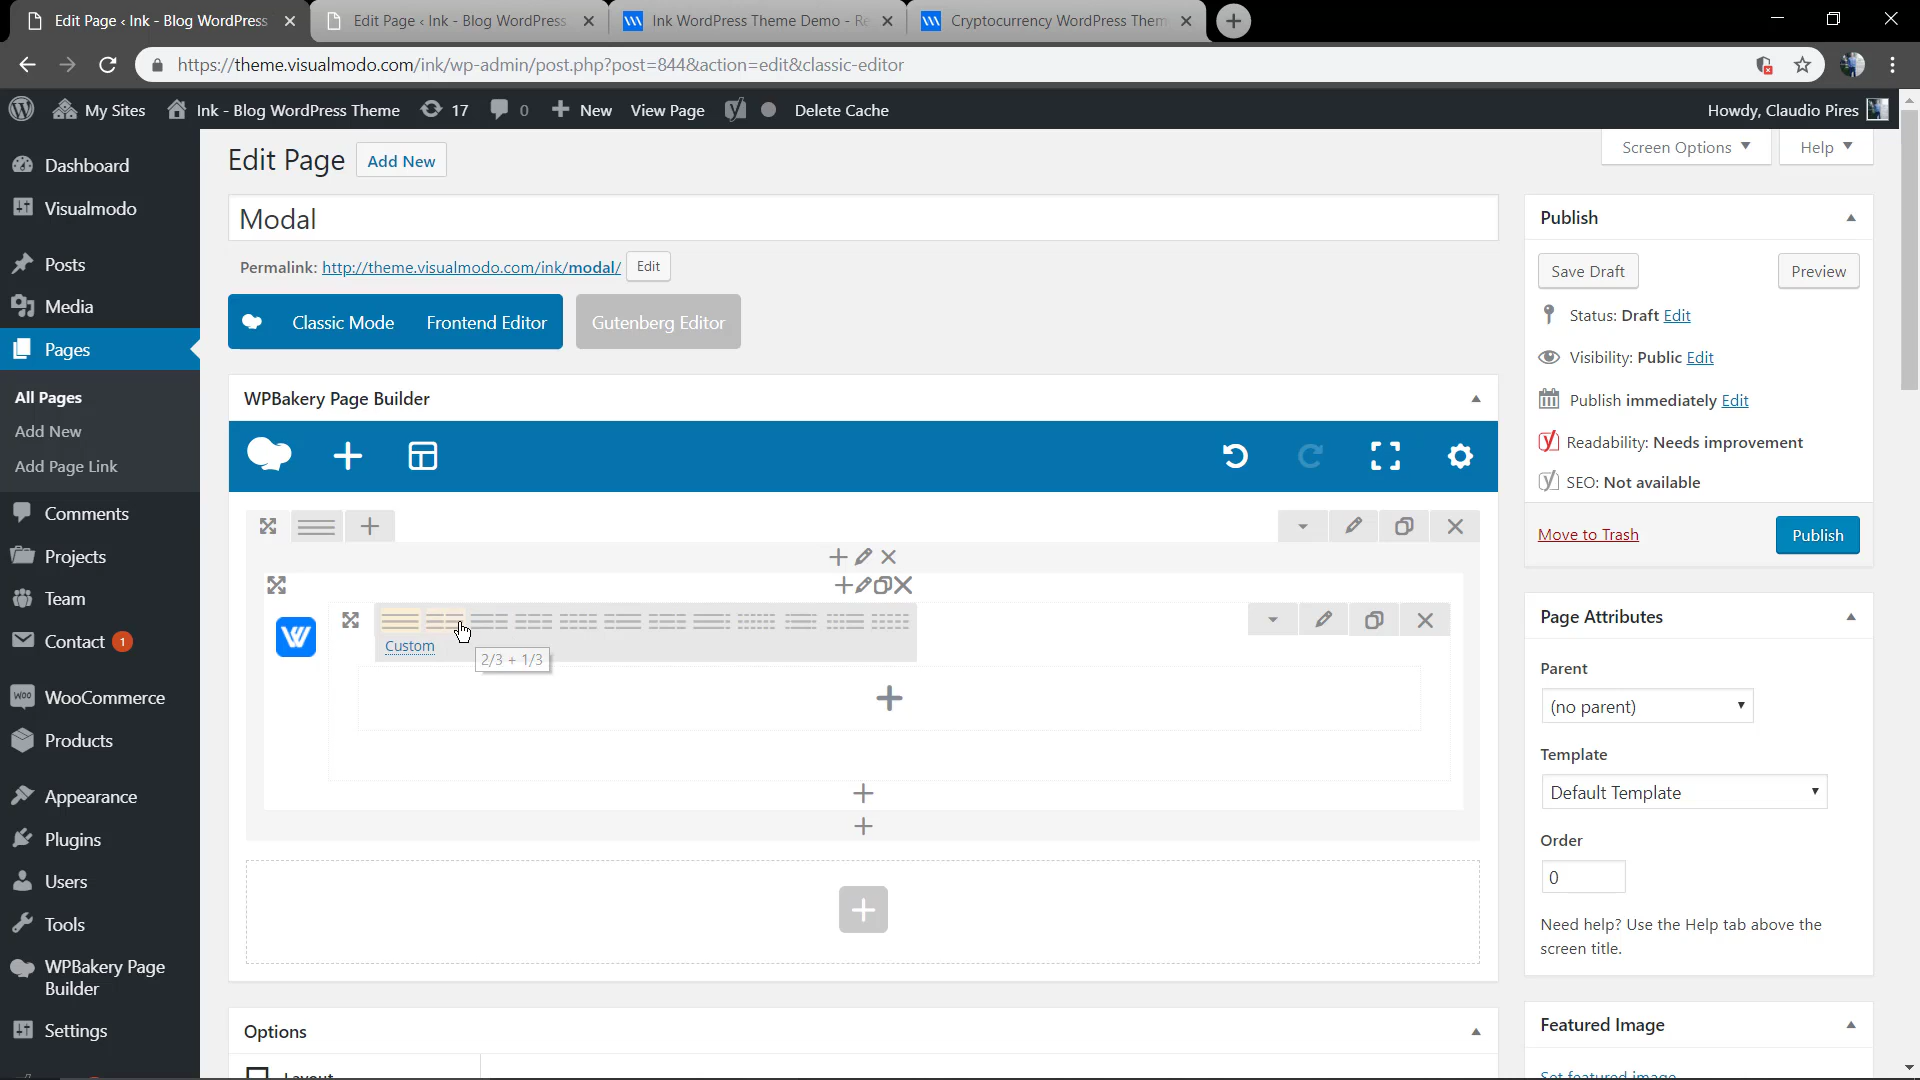 Edit Page ‹ Ink - Blog WordPress
Edit Page ‹ Ink - Blog WordPress
Ink WordPress Theme Demo - Re
Cryptocurrency WordPress Them
https://theme.visualmodo.com/ink/wp-admin/post.php?post=844&action=edit&classic-editor
My Sites
Ink - Blog WordPress Theme
17
0
New
View Page
Delete Cache
Howdy, Claudio Pires
Dashboard
Visualmodo
Posts
Media
Pages
All Pages
Add New
Add Page Link
Comments
Projects
Team
Contact 1
WooCommerce
Products
Appearance
Plugins
Users
Tools
WPBakery Page
Builder
Settings
Edit Page
Add New
Screen Options
Help
Modal
Permalink: http://theme.visualmodo.com/ink/modal/ Edit
Classic Mode
Frontend Editor
Gutenberg Editor
WPBakery Page Builder
Custom
2/3 + 1/3
Options
Layout
Publish
Save Draft
Preview
Status: Draft Edit
Visibility: Public Edit
Publish immediately Edit
Readability: Needs improvement
SEO: Not available
Move to Trash
Publish
Page Attributes
Parent
(no parent)
Template
Default Template
Order
0
Need help? Use the Help tab above the
screen title.
Featured Image
Set featured image